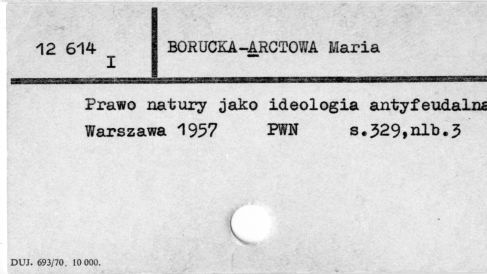 12 614 I
BORUCKA-ARCTOWA Maria
Prawo natury jako ideologia antyfeudalna
Warszawa 1957 PWN s.329,nlb.3
DUJ. 693/70. 10 000.